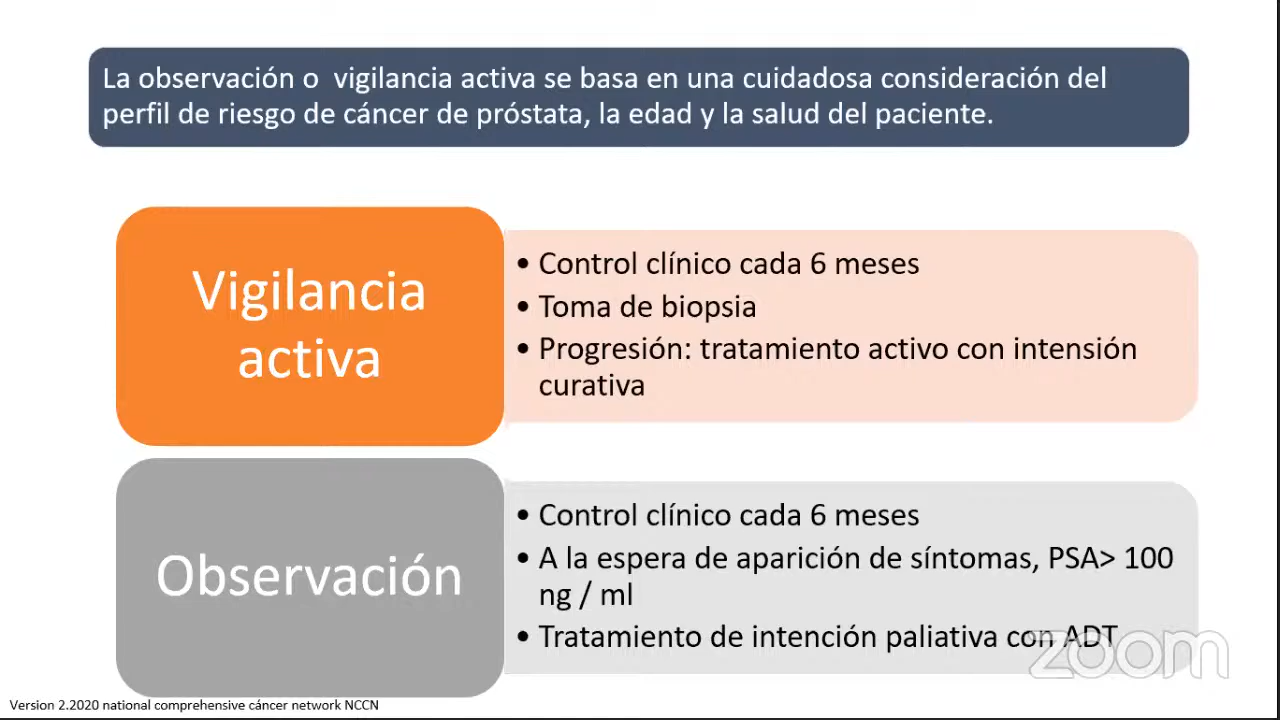 La observación o  vigilancia activa se basa en una cuidadosa consideración del
perfil de riesgo de cáncer de próstata, la edad y la salud del paciente.
Vigilancia
activa
• Control clínico cada 6 meses
• Toma de biopsia
• Progresión: tratamiento activo con intensión
curativa
Observación
• Control clínico cada 6 meses
• A la espera de aparición de síntomas, PSA> 100
ng / ml
• Tratamiento de intención paliativa con ADT
zoom
Version 2.2020 national comprehensive cáncer network NCCN